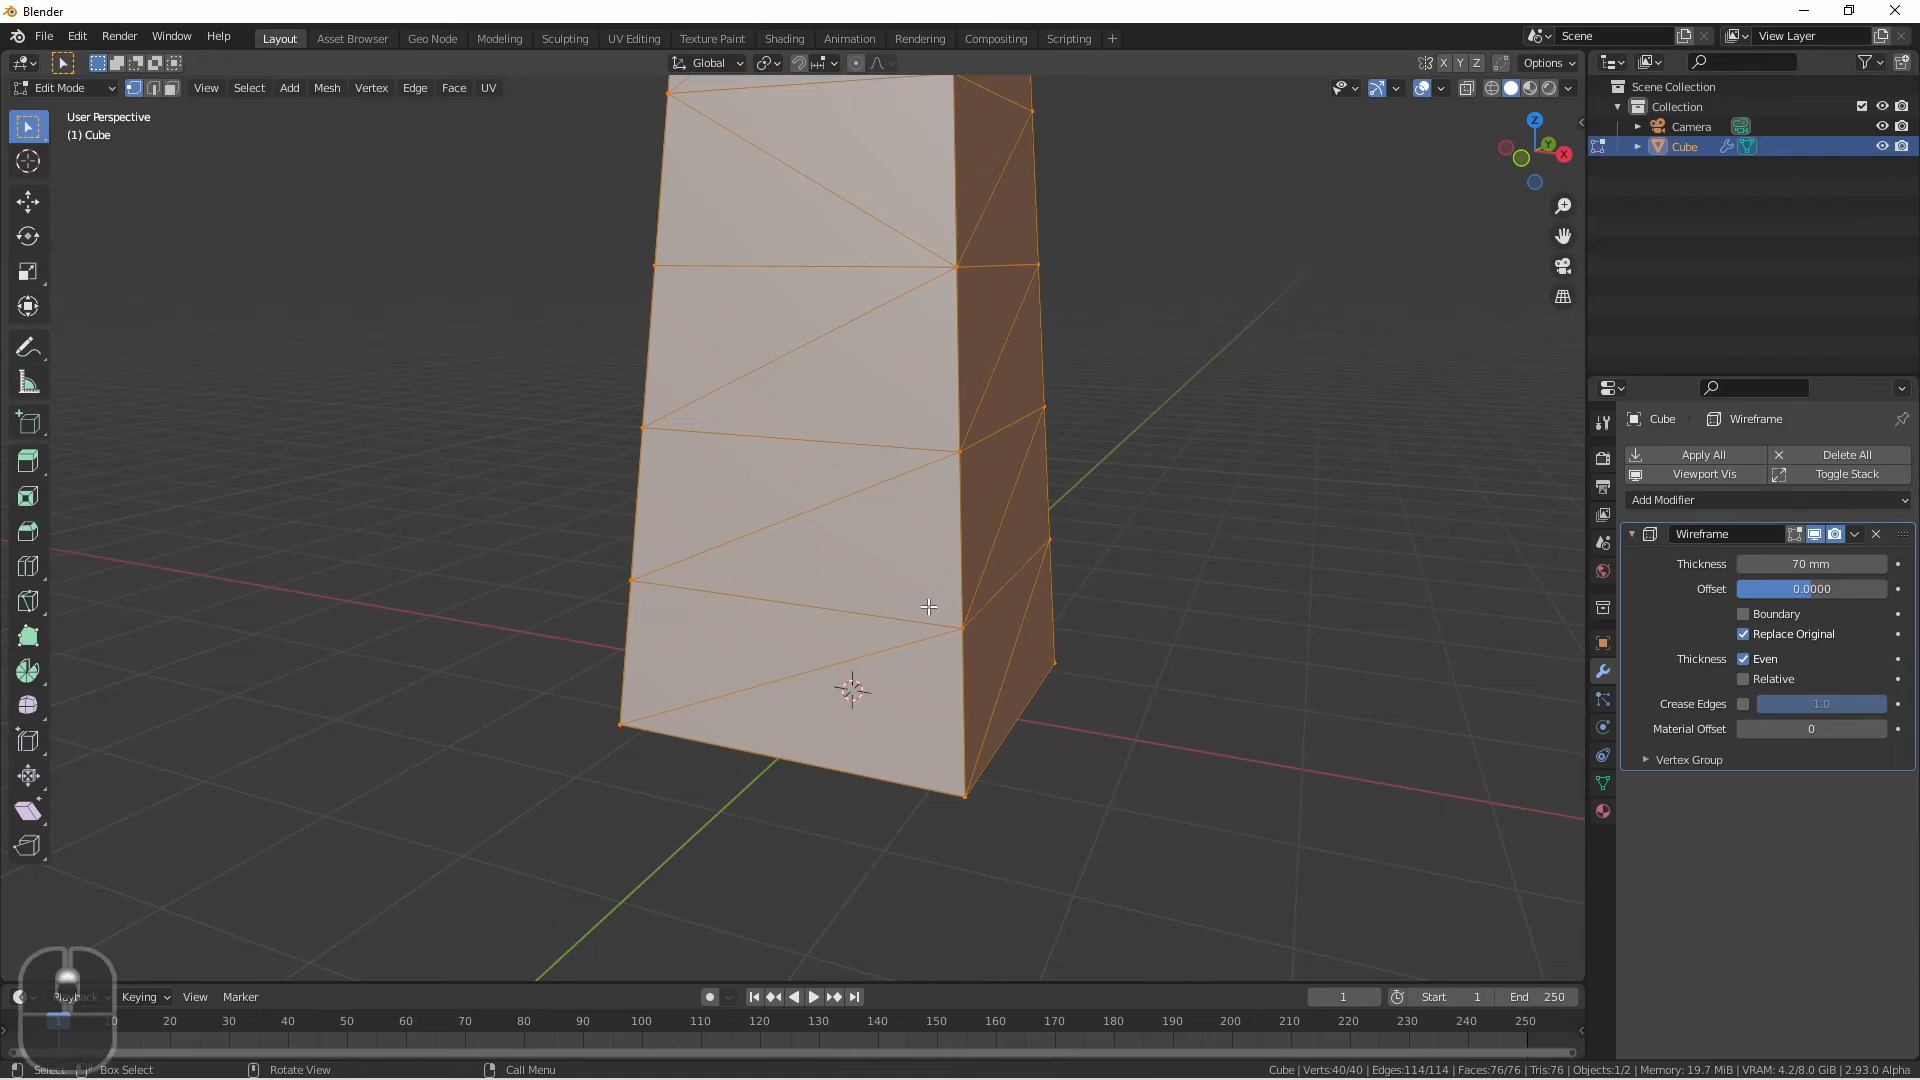 Blender
File Edit Render Window Help
Layout Asset Browser Geo Node Modeling Sculpting UV Editing Texture Paint Shading Animation Rendering Compositing Scripting +
Scene View Layer
Global
X Y Z Options
Edit Mode View Select Add Mesh Vertex Edge Face UV
User Perspective
(1) Cube
Z
Y
X
Scene Collection
Collection
Camera
Cube
Cube Wireframe
Apply All Delete All
Viewport Vis Toggle Stack
Add Modifier
Wireframe
Thickness 70 mm
Offset 0.0000
Boundary
Replace Original
Thickness Even
Relative
Crease Edges 1.0
Material Offset 0
Vertex Group
Playback Keying View Marker
1 Start 1 End 250
1 10 20 30 40 50 60 70 80 90 100 110 120 130 140 150 160 170 180 190 200 210 220 230 240 250
Select Box Select Rotate View Call Menu
Cube | Verts:40/40 | Edges:114/114 | Faces:76/76 | Tris:76 | Objects:1/2 | Memory: 19.7 MiB | VRAM: 4.2/8.0 GiB | 2.93.0 Alpha